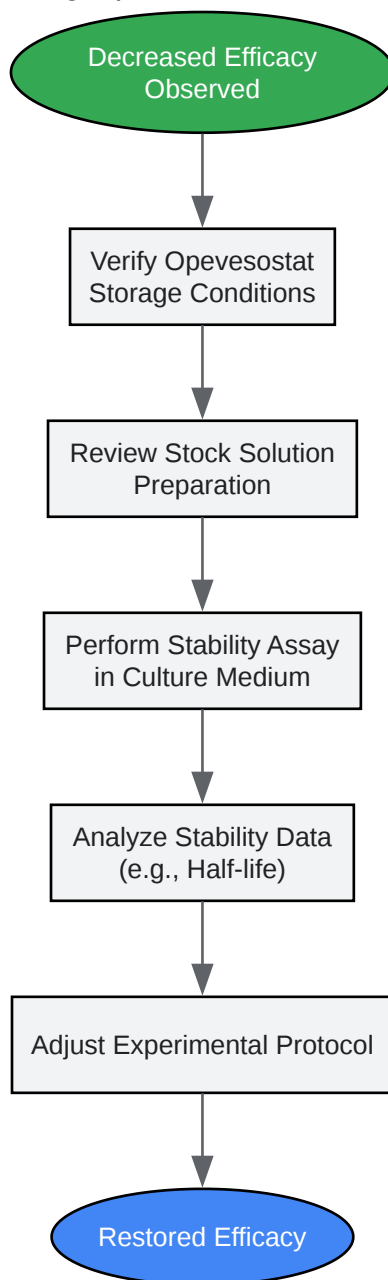 Decreased Efficacy
Observed
Verify Opevesostat
Storage Conditions
Review Stock Solution
Preparation
Perform Stability Assay
in Culture Medium
Analyze Stability Data
(e.g., Half-life)
Adjust Experimental Protocol
Restored Efficacy